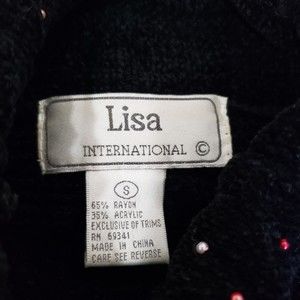 Lisa
INTERNATIONAL ©
S
65% RAYON
35% ACRYLIC
EXCLUSIVE OF TRIMS
RN 69341
MADE IN CHINA
CARE SEE REVERSE